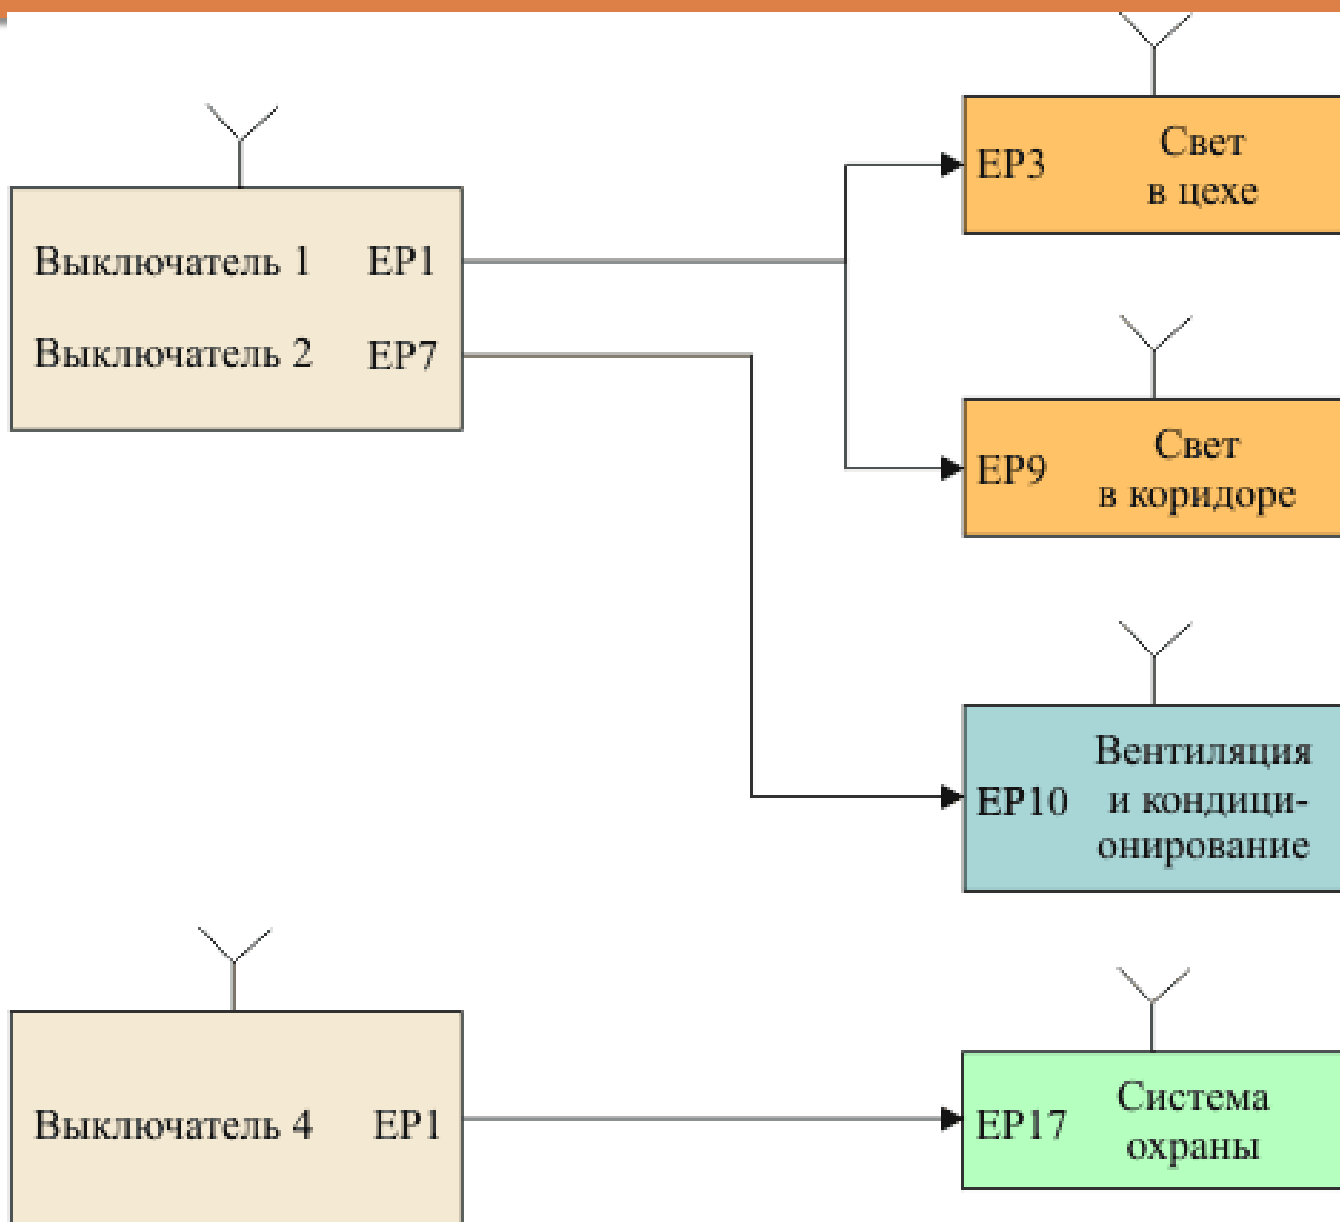 Выключатель 1 EP1
Выключатель 2 EP7
EP3
Свет
в цехе
EP9
Свет
в коридоре
EP10
Вентиляция
и кондици-
онирование
Выключатель 4 EP1
EP17
Система
охраны